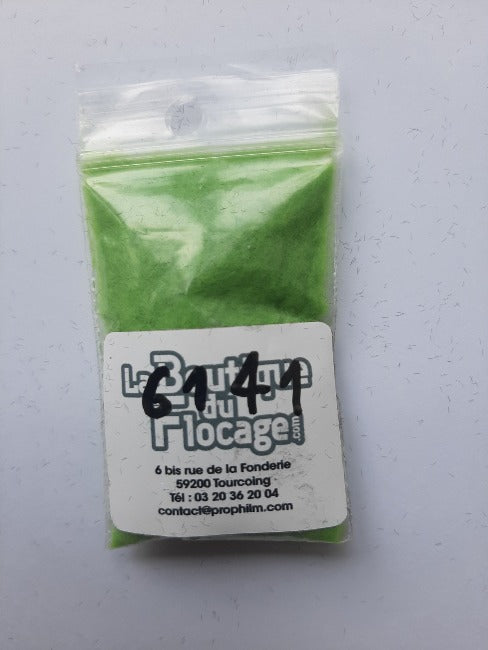 La Boutique
du
Flocage.com
6141
6 bis rue de la Fonderie
59200 Tourcoing
Tél : 03 20 36 20 04
contact@prophilm.com